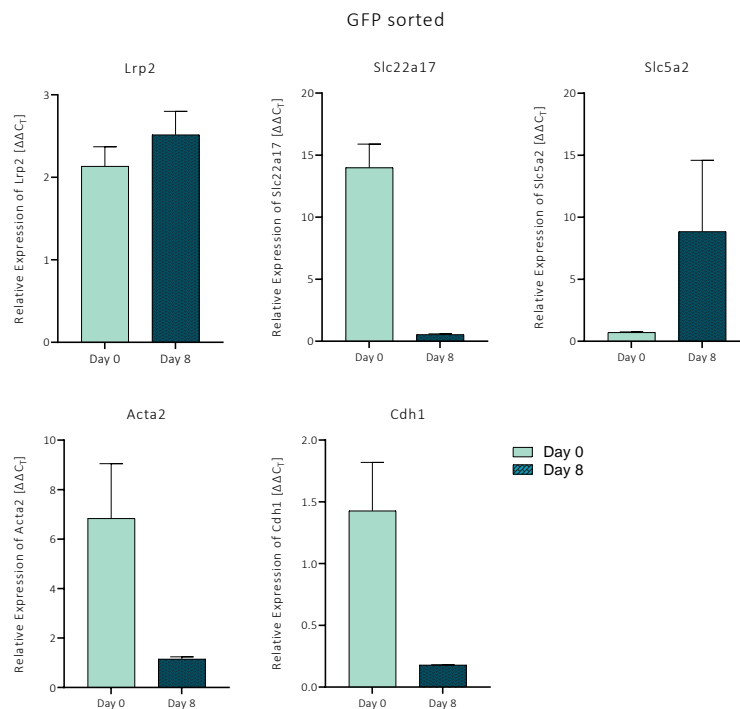 GFP sorted
Lrp2
Relative Expression of Lrp2 [ΔΔCT]
3
2
1
0
Day 0
Day 8
Slc22a17
Relative Expression of Slc22a17 [ΔΔCT]
20
15
10
5
0
Day 0
Day 8
Slc5a2
Relative Expression of Slc5a2 [ΔΔCT]
20
15
10
5
0
Day 0
Day 8
Acta2
Relative Expression of Acta2 [ΔΔCT]
10
8
6
4
2
0
Day 0
Day 8
Cdh1
Relative Expression of Cdh1 [ΔΔCT]
2.0
1.5
1.0
0.5
0.0
Day 0
Day 8
Day 0
Day 8